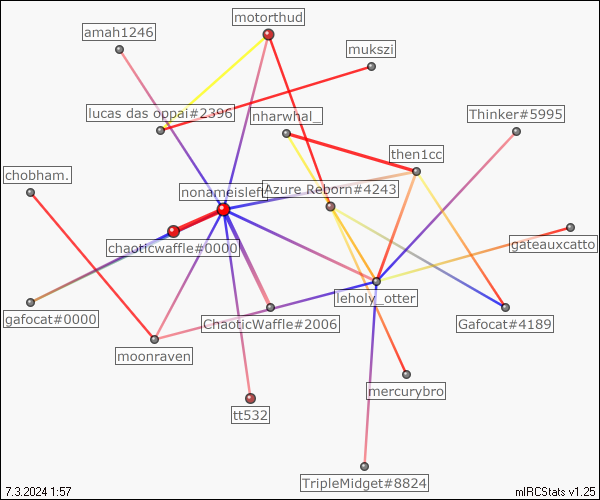 motorthud
amah1246
mukszi
lucas das oppai#2396
nharwhal_
Thinker#5995
then1cc
chobham.
nonameisleft
Azure Reborn#4243
chaoticwaffle#0000
gateauxcatto
leholy_otter
gafocat#0000
ChaoticWaffle#2006
Gafocat#4189
moonraven
mercurybro
tt532
TripleMidget#8824
7.3.2024 1:57
mIRCStats v1.25